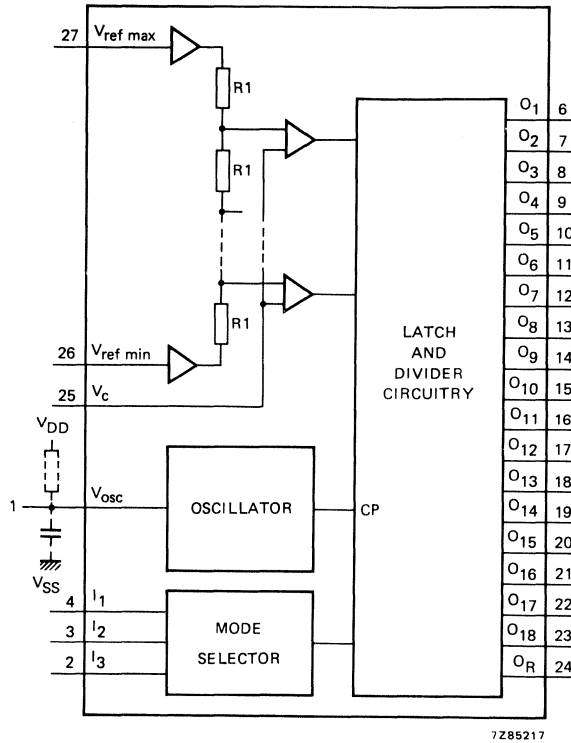 27 Vref max
R1
R1
R1
26 Vref min
25 Vc
VDD
1 Vosc
VSS
OSCILLATOR
CP
4 I1
3 I2
2 I3
MODE
SELECTOR
LATCH
AND
DIVIDER
CIRCUITRY
O1 6
O2 7
O3 8
O4 9
O5 10
O6 11
O7 12
O8 13
O9 14
O10 15
O11 16
O12 17
O13 18
O14 19
O15 20
O16 21
O17 22
O18 23
OR 24
7Z85217